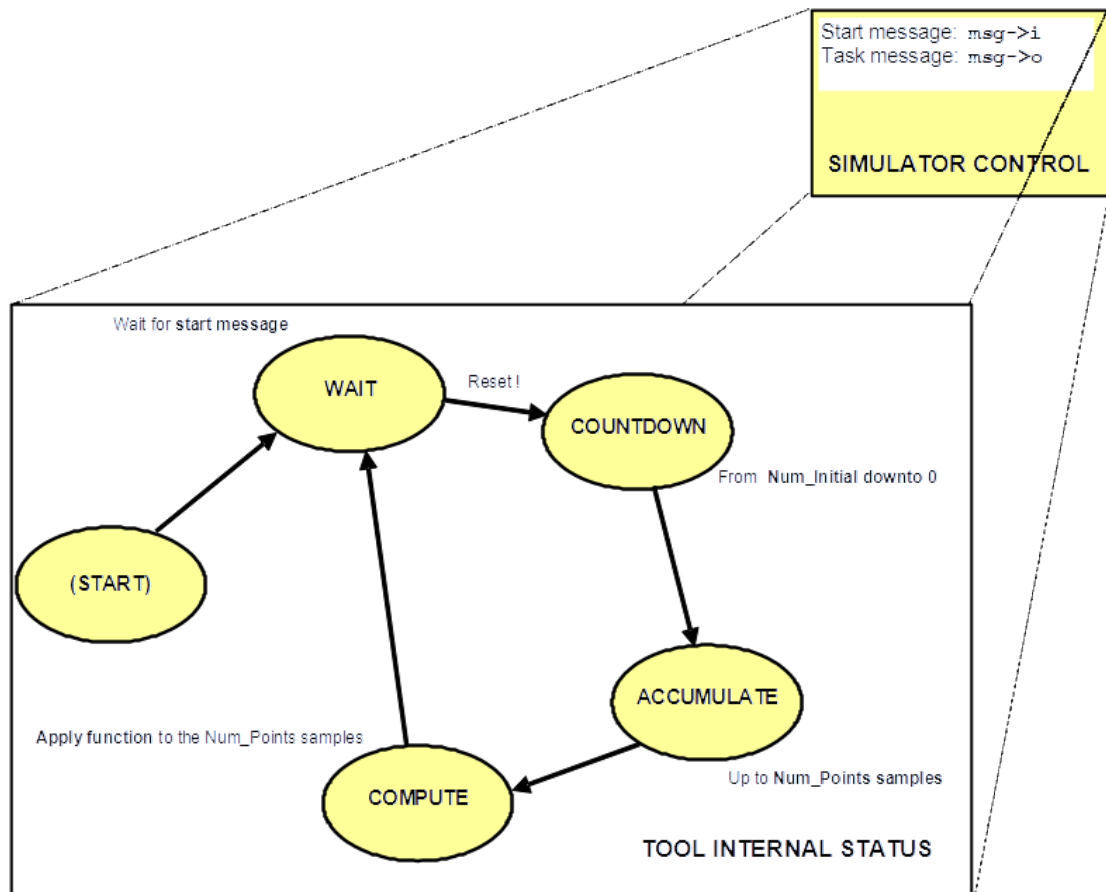 Start message: msg->i
Task message: msg->o
SIMULATOR CONTROL
Wait for start message
WAIT
Reset !
COUNTDOWN
From Num_Initial downto 0
(START)
ACCUMULATE
Apply function to the Num_Points samples
Up to Num_Points samples
COMPUTE
TOOL INTERNAL STATUS